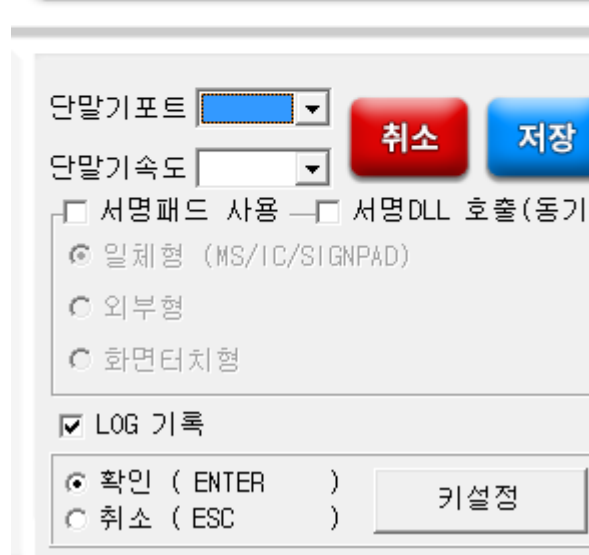 단말기포트
취소 저장
단말기속도
서명패드 사용 서명DLL 호출(동기
일체형 (MS/IC/SIGNPAD)
외부형
화면터치형
LOG 기록
확인 ( ENTER )
취소 ( ESC )
키설정